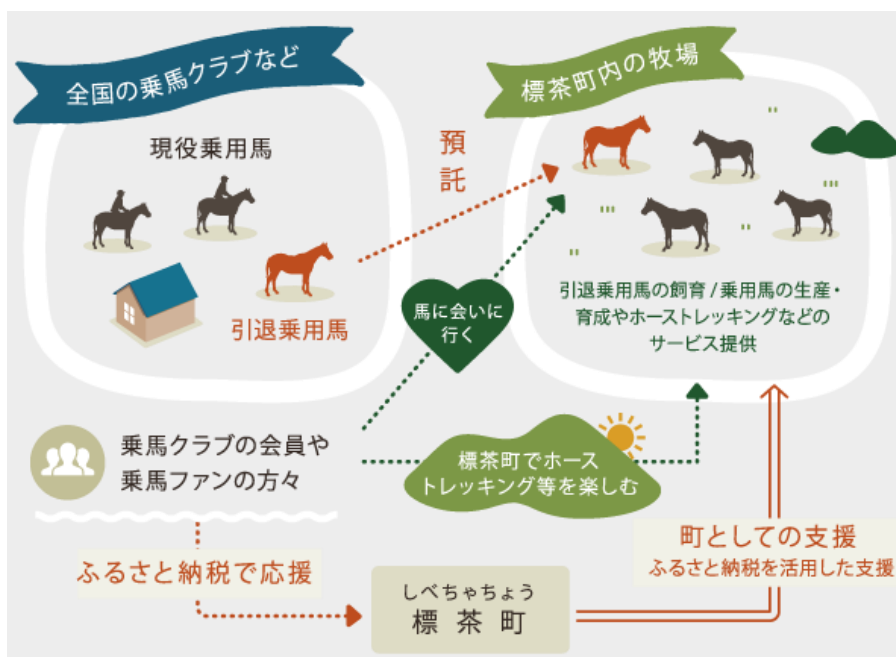 全国の乗馬クラブなど
現役乗用馬
引退乗用馬
預託
標茶町内の牧場
引退乗用馬の飼育/乗用馬の生産・
育成やホーストレッキングなどの
サービス提供
馬に会いに
行く
乗馬クラブの会員や
乗馬ファンの方々
標茶町でホース
トレッキング等を楽しむ
ふるさと納税で応援
しべちゃちょう
標茶町
町としての支援
ふるさと納税を活用した支援